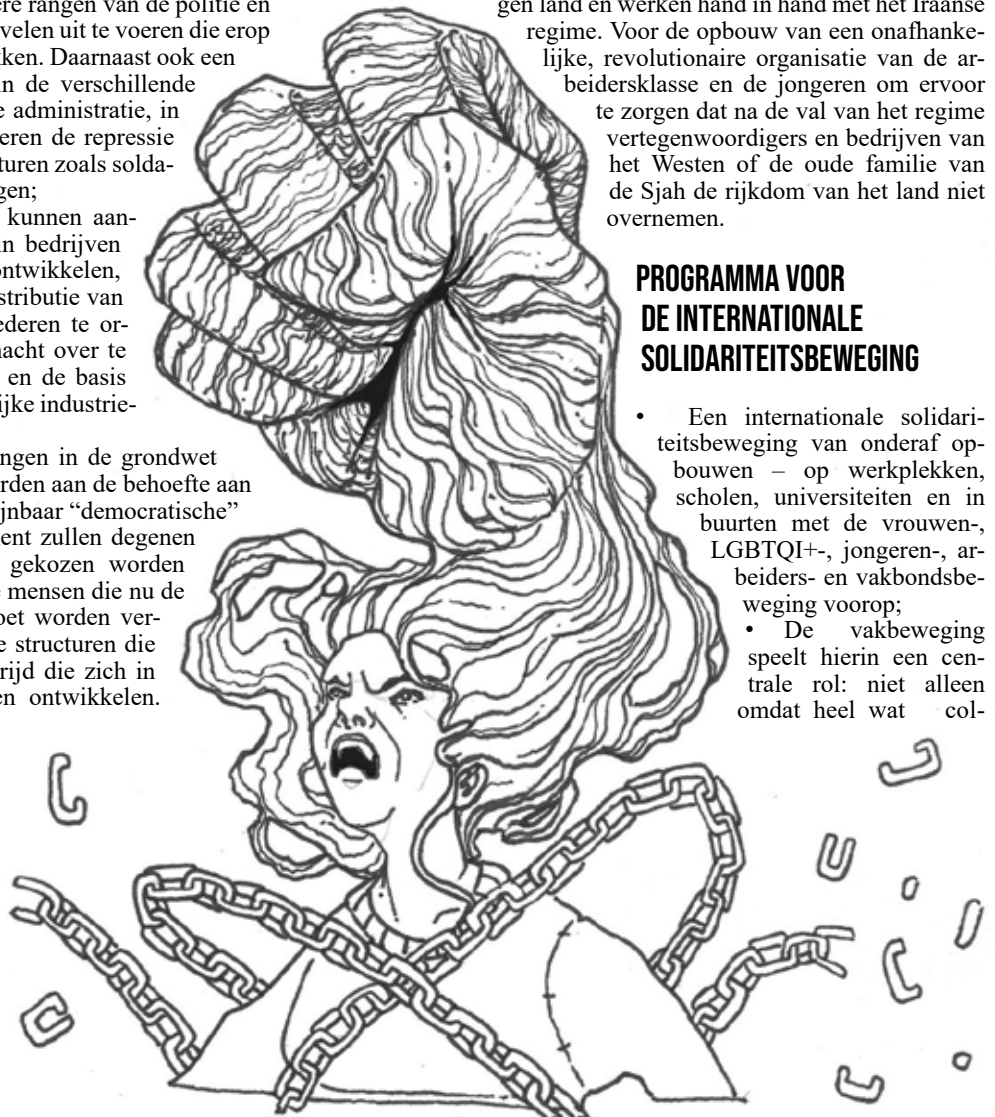 ere rangen van de politie en
velen uit te voeren die erop
kken. Daarnaast ook een
n de verschillende
e administratie, in
eren de repressie
turen zoals solda-
gen;
kunnen aan-
in bedrijven
ontwikkelen,
stributie van
ederen te or-
macht over te
en de basis
ijke industrie-
ngen in de grondwet
rden aan de behoefte aan
ijnbaar “democratische”
ent zullen degenen
gekozen worden
e mensen die nu de
oet worden ver-
e structuren die
rijd die zich in
en ontwikkelen.
gen land en werken hand in hand met het Iraanse
regime. Voor de opbouw van een onafhanke-
lijke, revolutionaire organisatie van de ar-
beidersklasse en de jongeren om ervoor
te zorgen dat na de val van het regime
vertegenwoordigers en bedrijven van
het Westen of de oude familie van
de Sjah de rijkdom van het land niet
overnemen.
PROGRAMMA VOOR
DE INTERNATIONALE
SOLIDARITEITSBEWEGING
• Een internationale solidari-
teitsbeweging van onderaf op-
bouwen – op werkplekken,
scholen, universiteiten en in
buurten met de vrouwen-,
LGBTQI+-, jongeren-, ar-
beiders- en vakbondsbe-
weging voorop;
• De vakbeweging
speelt hierin een cen-
trale rol: niet alleen
omdat heel wat col-